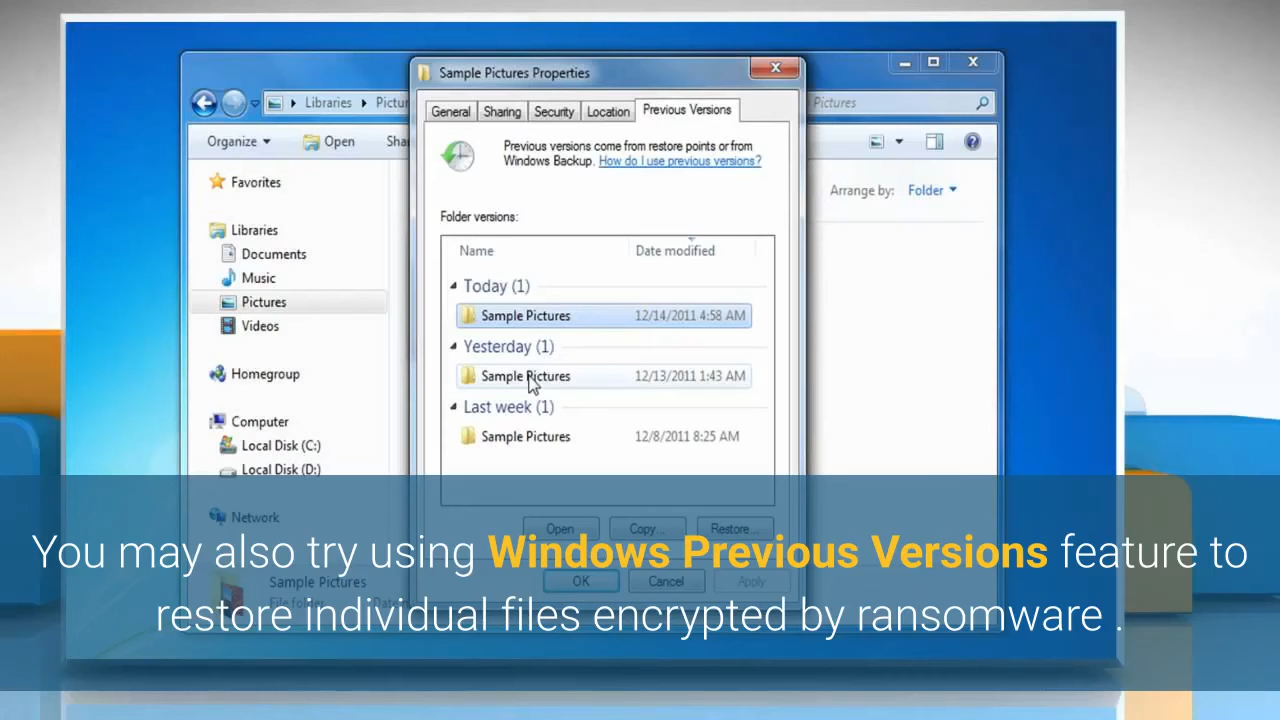 Sample Pictures Properties
Libraries
Pictur
Pictures
General
Sharing
Security
Location
Previous Versions
Organize
Open
Sha
Previous versions come from restore points or from
Windows Backup. How do I use previous versions?
Arrange by: Folder
Favorites
Libraries
Documents
Music
Pictures
Videos
Homegroup
Computer
Local Disk (C:)
Local Disk (D:)
Network
Folder versions:
Name Date modified
Today (1)
Sample Pictures 12/14/2011 4:58 AM
Yesterday (1)
Sample Pictures 12/13/2011 1:43 AM
Last week (1)
Sample Pictures 12/8/2011 8:25 AM
Open Copy... Restore...
OK Cancel Apply
Sample Pictures
File folder
You may also try using Windows Previous Versions feature to
restore individual files encrypted by ransomware .